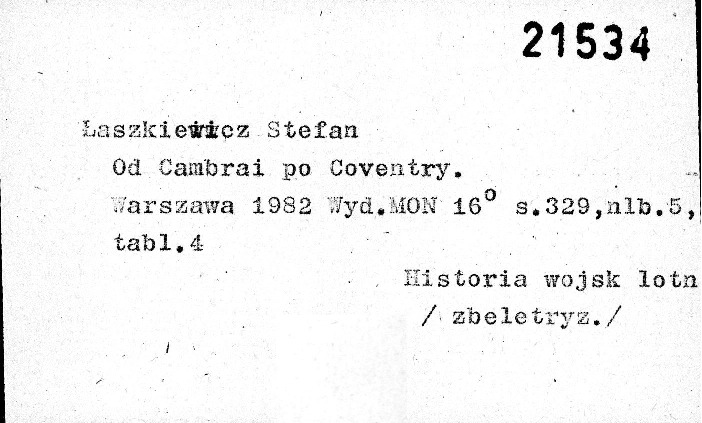 21534
Łaszkiewicz Stefan
Od Cambrai po Coventry.
Warszawa 1982 Wyd.MON 16° s.329,nlb.5,
tabl.4
Historia wojsk lotn
/ zbeletryz./